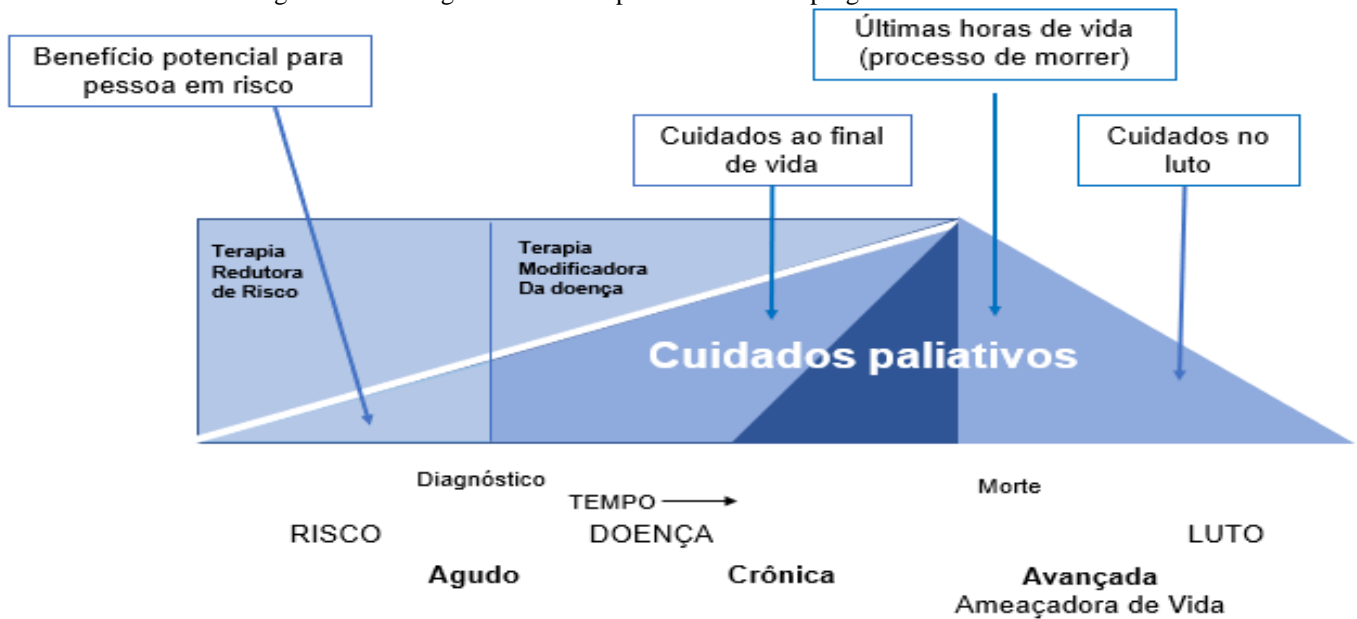 Benefício potencial para
pessoa em risco
Últimas horas de vida
(processo de morrer)
Cuidados ao final
de vida
Cuidados no
luto
Terapia
Redutora
de Risco
Terapia
Modificadora
Da doença
Cuidados paliativos
Diagnóstico
TEMPO
Morte
RISCO
DOENÇA
LUTO
Agudo
Crônica
Avançada
Ameaçadora de Vida